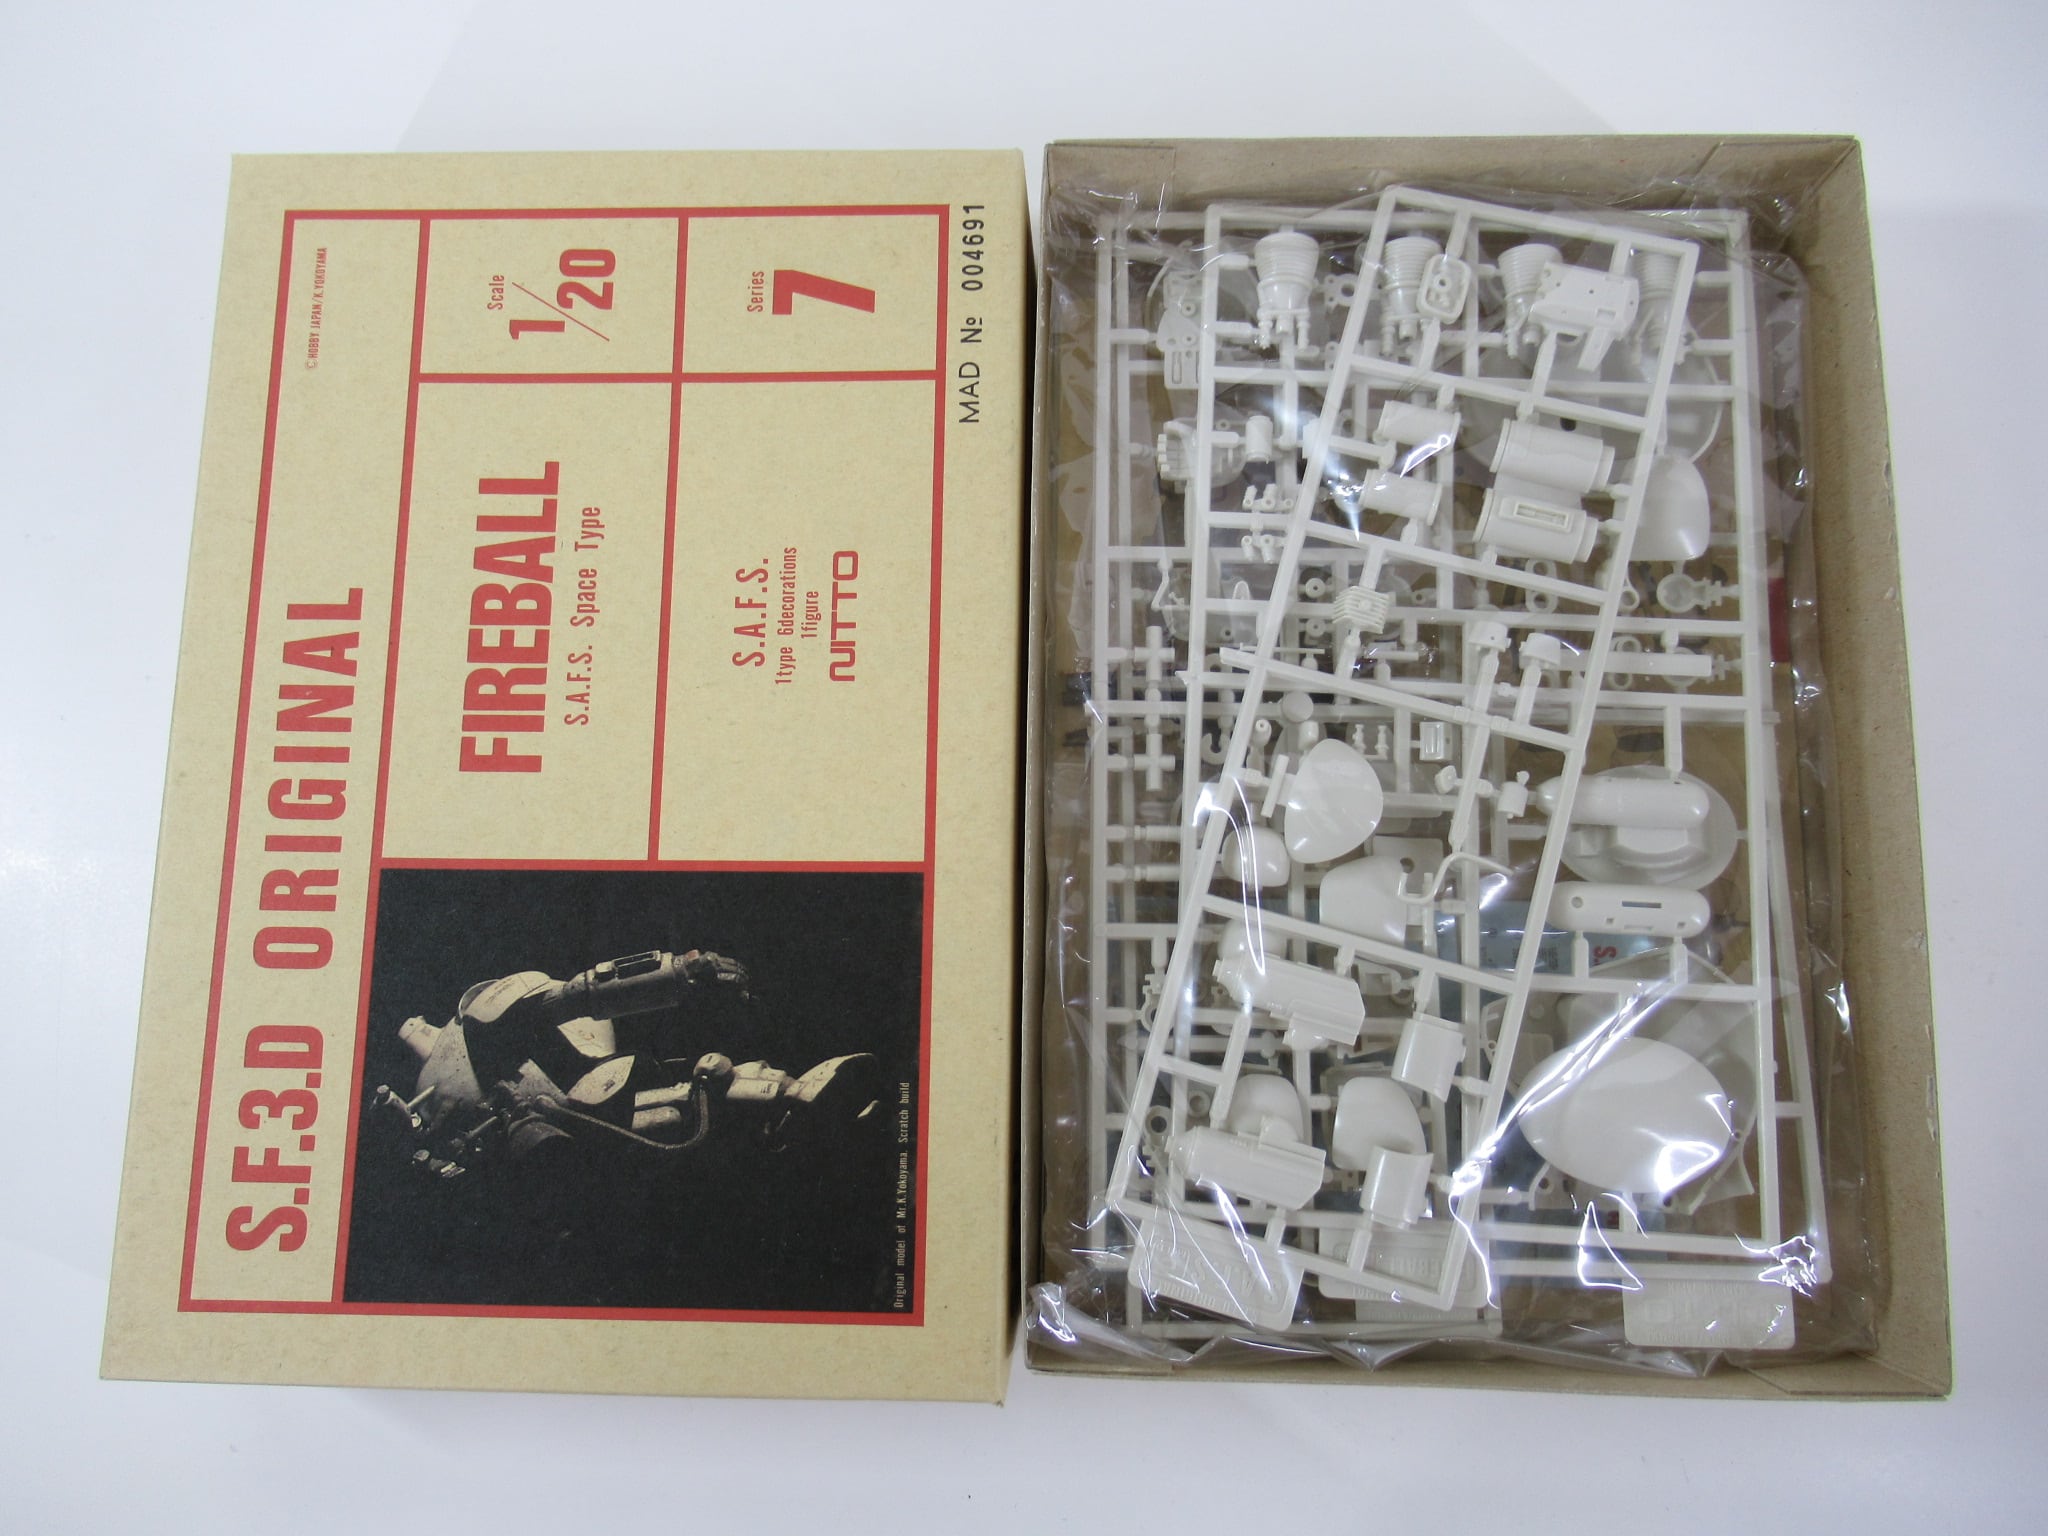 S.F.3.D ORIGINAL
©HOBBY JAPAN/K.YOKOYAMA
FIREBALL
S.A.F.S. Space Type
Scale
1/20
S.A.F.S.
1type 6decorations
1figure
NITTO
Series
7
Original model of Mr.K.Yokoyama. Scratch build
MAD № 004691